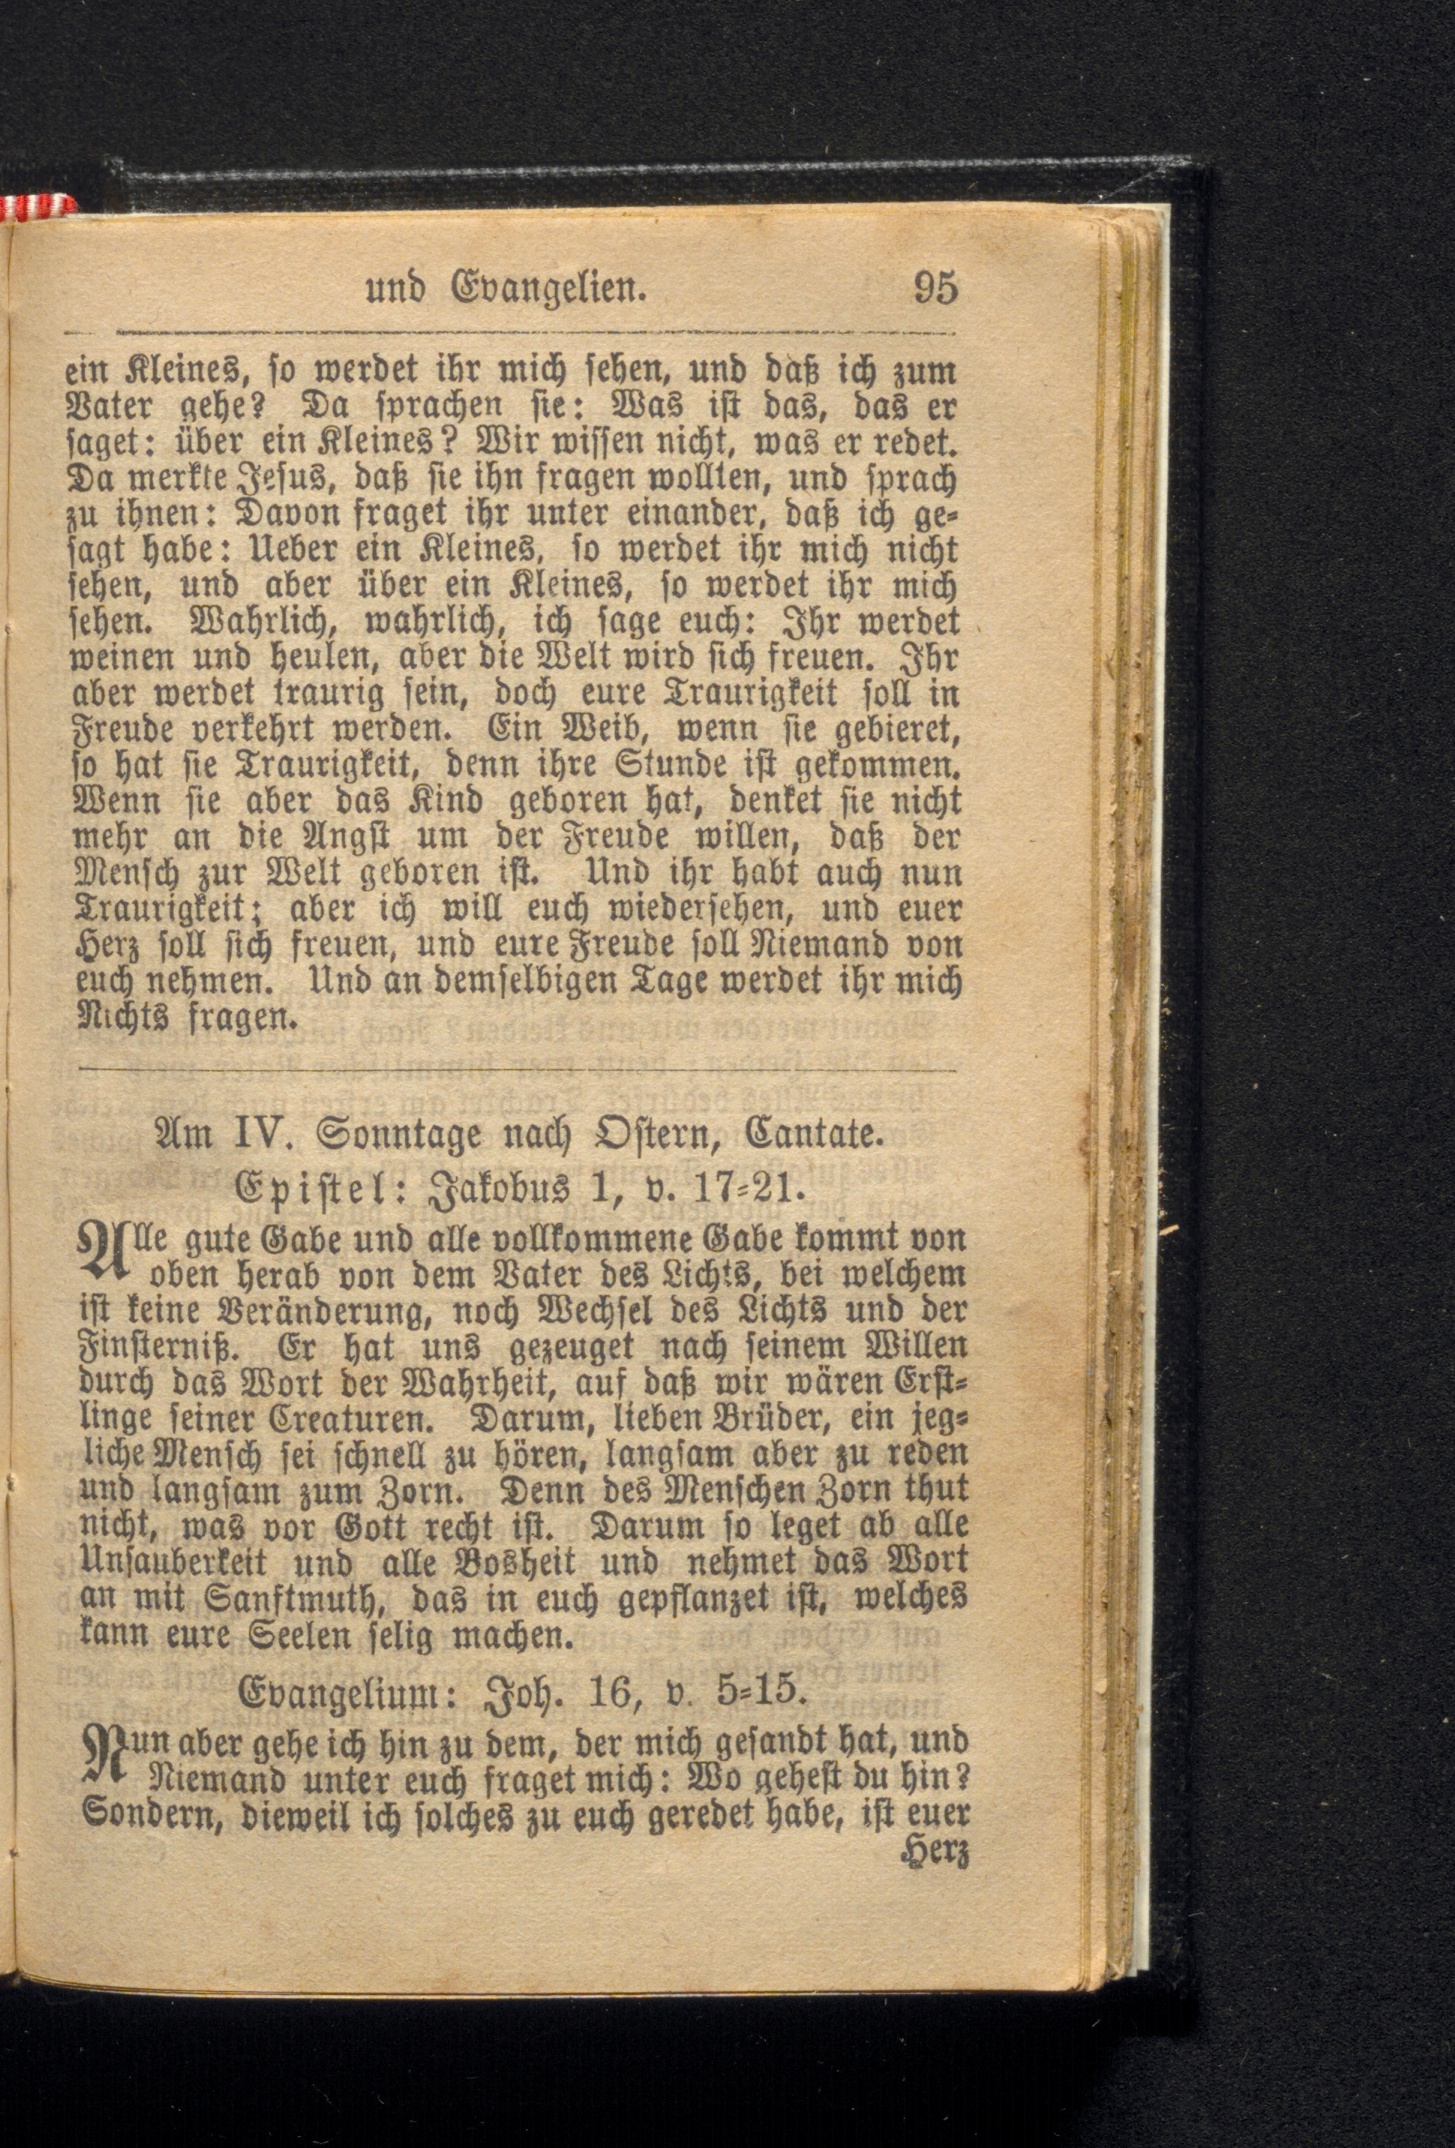 und Evangelien. 95
ein Kleines, so werdet ihr mich sehen, und daß ich zum
Vater gehe? Da sprachen sie: Was ist das, das er
saget: über ein Kleines? Wir wissen nicht, was er redet.
Da merkte Jesus, daß sie ihn fragen wollten, und sprach
zu ihnen: Davon fraget ihr unter einander, daß ich ge-
sagt habe: Ueber ein Kleines, so werdet ihr mich nicht
sehen, und aber über ein Kleines, so werdet ihr mich
sehen. Wahrlich, wahrlich, ich sage euch: Ihr werdet
weinen und heulen, aber die Welt wird sich freuen. Ihr
aber werdet traurig sein, doch eure Traurigkeit soll in
Freude verkehrt werden. Ein Weib, wenn sie gebieret,
so hat sie Traurigkeit, denn ihre Stunde ist gekommen.
Wenn sie aber das Kind geboren hat, denket sie nicht
mehr an die Angst um der Freude willen, daß der
Mensch zur Welt geboren ist. Und ihr habt auch nun
Traurigkeit; aber ich will euch wiedersehen, und euer
Herz soll sich freuen, und eure Freude soll Niemand von
euch nehmen. Und an demselbigen Tage werdet ihr mich
Nichts fragen.
Am IV. Sonntage nach Ostern, Cantate.
Epistel: Jakobus 1, v. 17-21.
Alle gute Gabe und alle vollkommene Gabe kommt von
oben herab von dem Vater des Lichts, bei welchem
ist keine Veränderung, noch Wechsel des Lichts und der
Finsterniß. Er hat uns gezeuget nach seinem Willen
durch das Wort der Wahrheit, auf daß wir wären Erst-
linge seiner Creaturen. Darum, lieben Brüder, ein jeg-
liche Mensch sei schnell zu hören, langsam aber zu reden
und langsam zum Zorn. Denn des Menschen Zorn thut
nicht, was vor Gott recht ist. Darum so leget ab alle
Unsauberkeit und alle Bosheit und nehmet das Wort
an mit Sanftmuth, das in euch gepflanzet ist, welches
kann eure Seelen selig machen.
Evangelium: Joh. 16, v. 5-15.
Nun aber gehe ich hin zu dem, der mich gesandt hat, und
Niemand unter euch fraget mich: Wo gehest du hin?
Sondern, dieweil ich solches zu euch geredet habe, ist euer
Herz